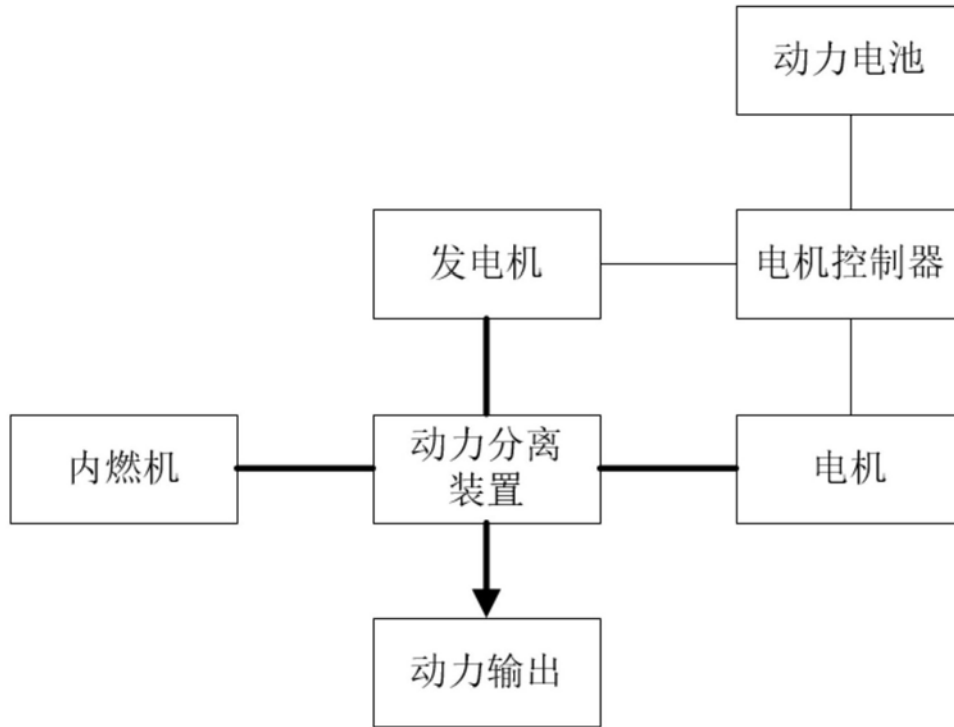 动力电池
发电机
电机控制器
内燃机
动力分离
装置
电机
动力输出